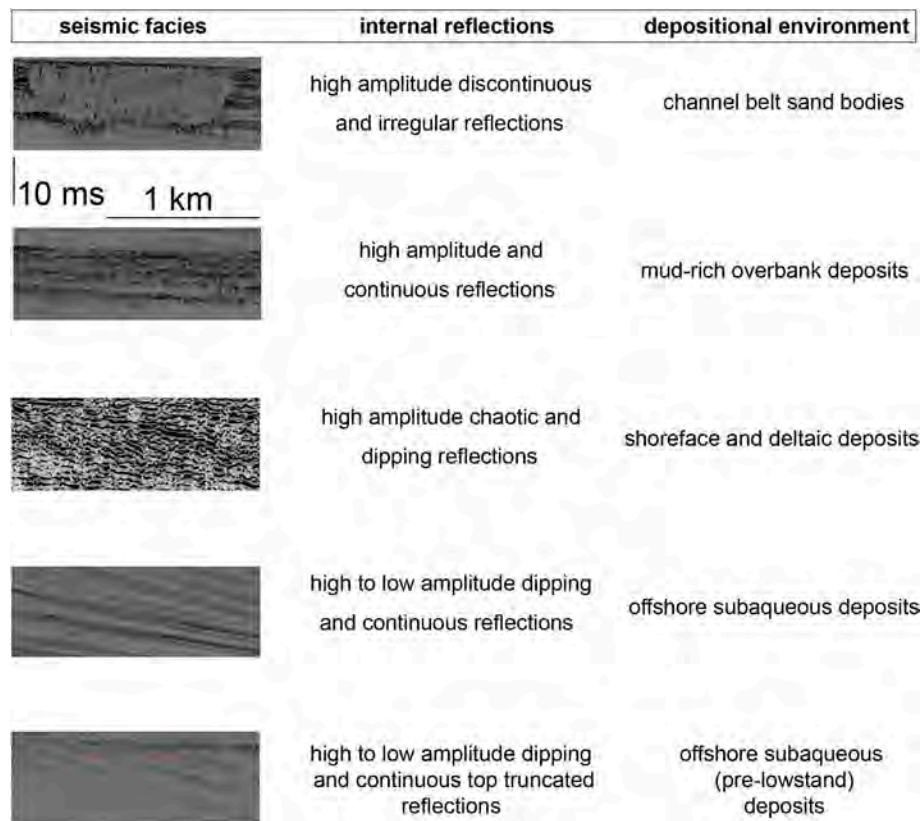 seismic facies internal reflections depositional environment
high amplitude discontinuous
and irregular reflections
channel belt sand bodies
10 ms 1 km
high amplitude and
continuous reflections
mud-rich overbank deposits
high amplitude chaotic and
dipping reflections
shoreface and deltaic deposits
high to low amplitude dipping
and continuous reflections
offshore subaqueous deposits
high to low amplitude dipping
and continuous top truncated
reflections
offshore subaqueous
(pre-lowstand)
deposits